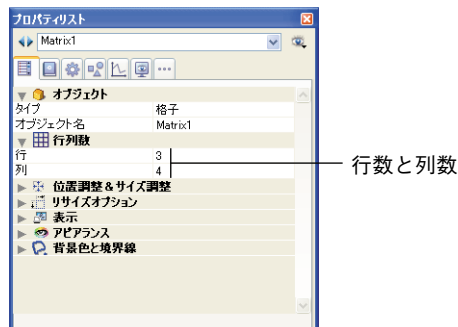 プロパティリスト
Matrix1
オブジェクト
タイプ 格子
オブジェクト名 Matrix1
行列数
行 3
列 4
行数と列数
位置調整&サイズ調整
リサイズオプション
表示
アピアランス
背景色と境界線